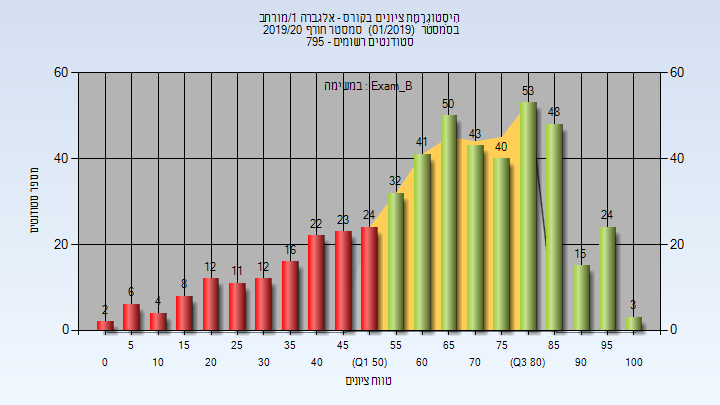 היסטוגרמת ציונים בקורס - אלגברה 1/מורחב
בסמסטר (01/2019) סמסטר חורף 2019/20
סטודנטים רשומים - 795
במשימה : Exam_B
60
40
20
0
60
40
20
0
מספר סטודנטים
2 6 4 8 12 11 12 16 22 23 24 32 41 50 43 40 53 48 15 24 3
5 15 25 35 45 55 65 75 85 95
0 10 20 30 40 (Q1 50) 60 70 (Q3 80) 90 100
טווח ציונים